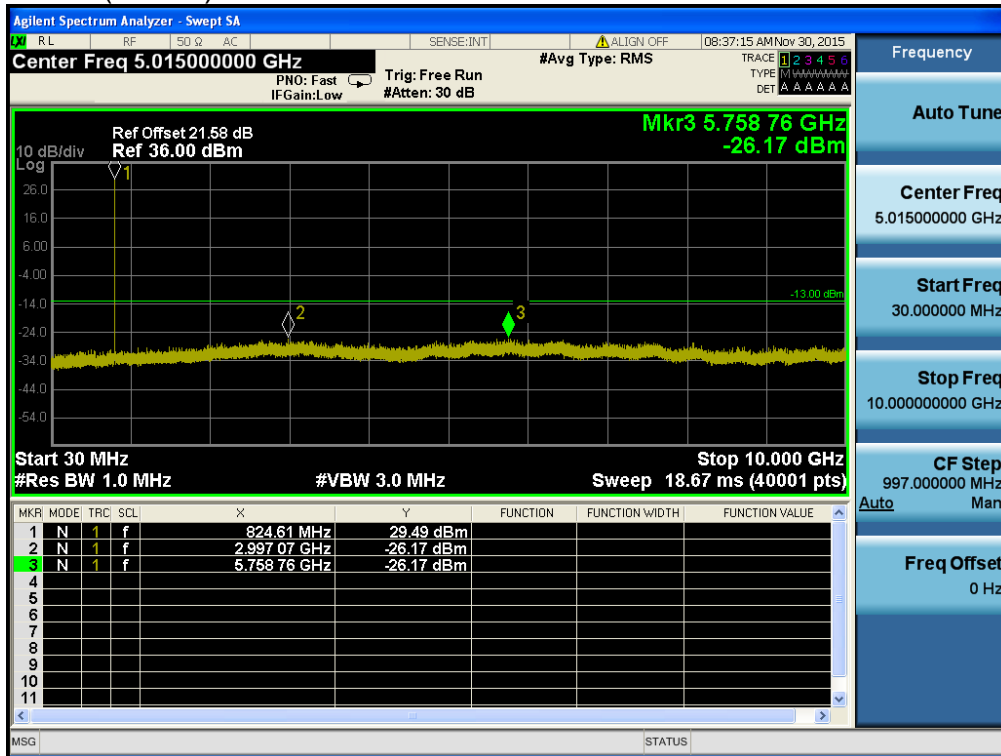 Agilent Spectrum Analyzer - Swept SA
LXI RL RF 50 Ω AC SENSE:INT ALIGN OFF 08:37:15 AM Nov 30, 2015
Center Freq 5.015000000 GHz
PNO: Fast
IFGain:Low
Trig: Free Run
#Atten: 30 dB
#Avg Type: RMS
TRACE 1 2 3 4 5 6
TYPE M
DET A A A A A A
Mkr3 5.758 76 GHz
-26.17 dBm
Ref Offset 21.58 dB
10 dB/div Ref 36.00 dBm
Log
1
26.0
16.0
6.00
-4.00
-13.00 dBm
-14.0
2
3
-24.0
-34.0
-44.0
-54.0
Start 30 MHz Stop 10.000 GHz
#Res BW 1.0 MHz #VBW 3.0 MHz Sweep 18.67 ms (40001 pts)
MKR MODE TRC SCL X Y FUNCTION FUNCTION WIDTH FUNCTION VALUE
1 N 1 f 824.61 MHz 29.49 dBm
2 N 1 f 2.997 07 GHz -26.17 dBm
3 N 1 f 5.758 76 GHz -26.17 dBm
4
5
6
7
8
9
10
11
MSG STATUS
Frequency
Auto Tune
Center Freq
5.015000000 GHz
Start Freq
30.000000 MHz
Stop Freq
10.000000000 GHz
CF Step
997.000000 MHz
Auto Man
Freq Offset
0 Hz